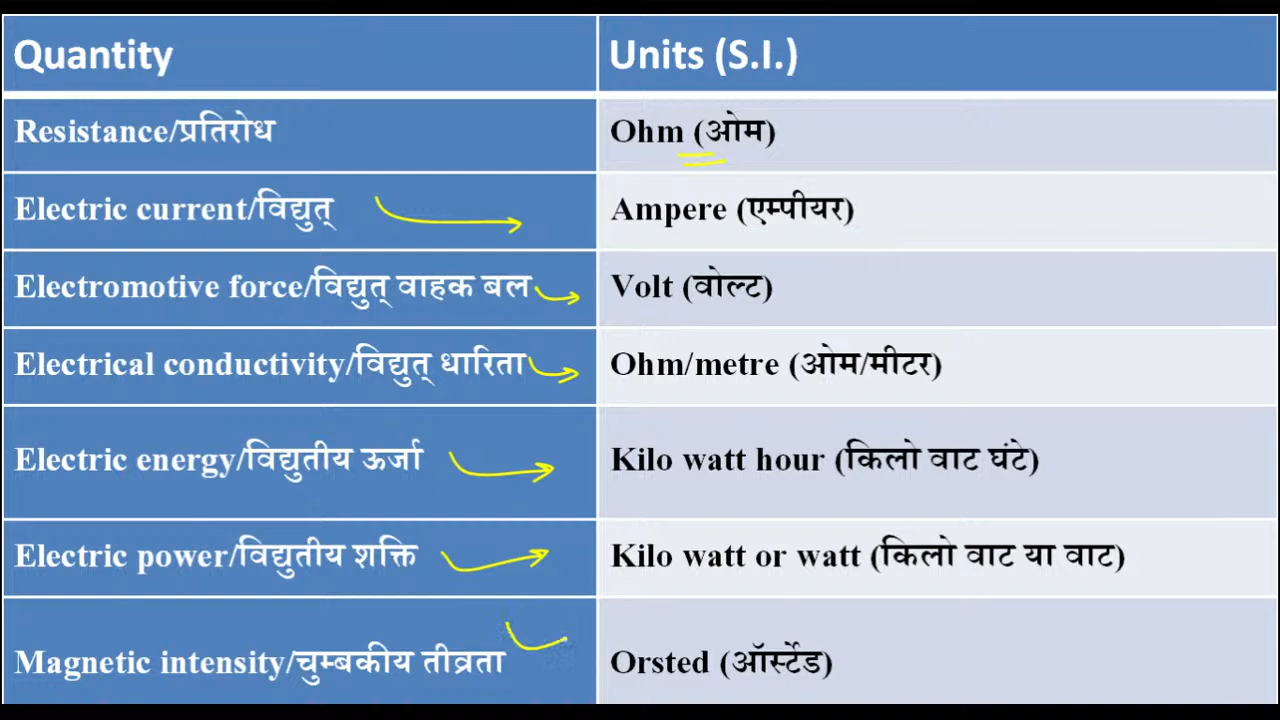 Quantity Units (S.I.)
Resistance/प्रतिरोध Ohm (ओम)
Electric current/विद्युत् Ampere (एम्पीयर)
Electromotive force/विद्युत् वाहक बल Volt (वोल्ट)
Electrical conductivity/विद्युत् धारिता Ohm/metre (ओम/मीटर)
Electric energy/विद्युतीय ऊर्जा Kilo watt hour (किलो वाट घंटे)
Electric power/विद्युतीय शक्ति Kilo watt or watt (किलो वाट या वाट)
Magnetic intensity/चुम्बकीय तीव्रता Orsted (ऑर्स्टेड)